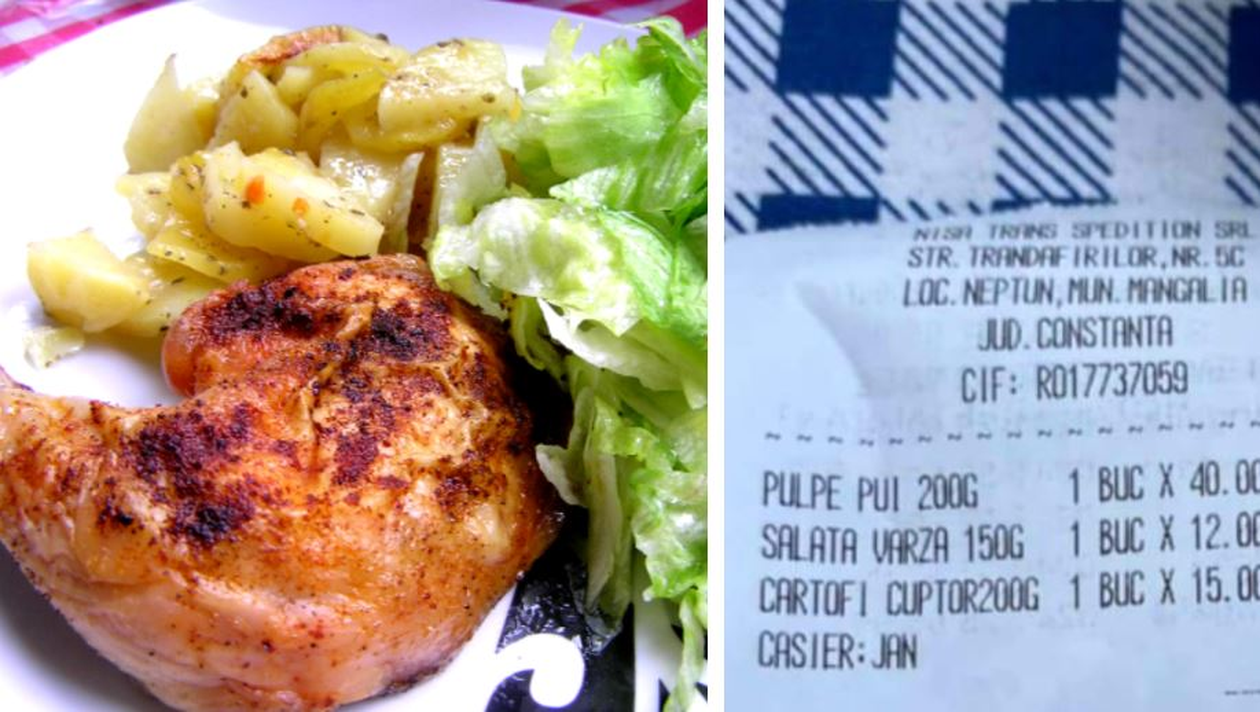 NISA TRANS SPEDITION SRL
STR. TRANDAFIRILOR, NR. 5C
LOC. NEPTUN, MUN. MANGALIA
JUD. CONSTANTA
CIF: RO17737059
~ ~ ~ ~ ~ ~ ~ ~ ~ ~ ~ ~ ~ ~ ~ ~ ~ ~
PULPE PUI 200G 1 BUC X 40.00
SALATA VARZA 150G 1 BUC X 12.00
CARTOFI CUPTOR200G 1 BUC X 15.00
CASIER: JAN